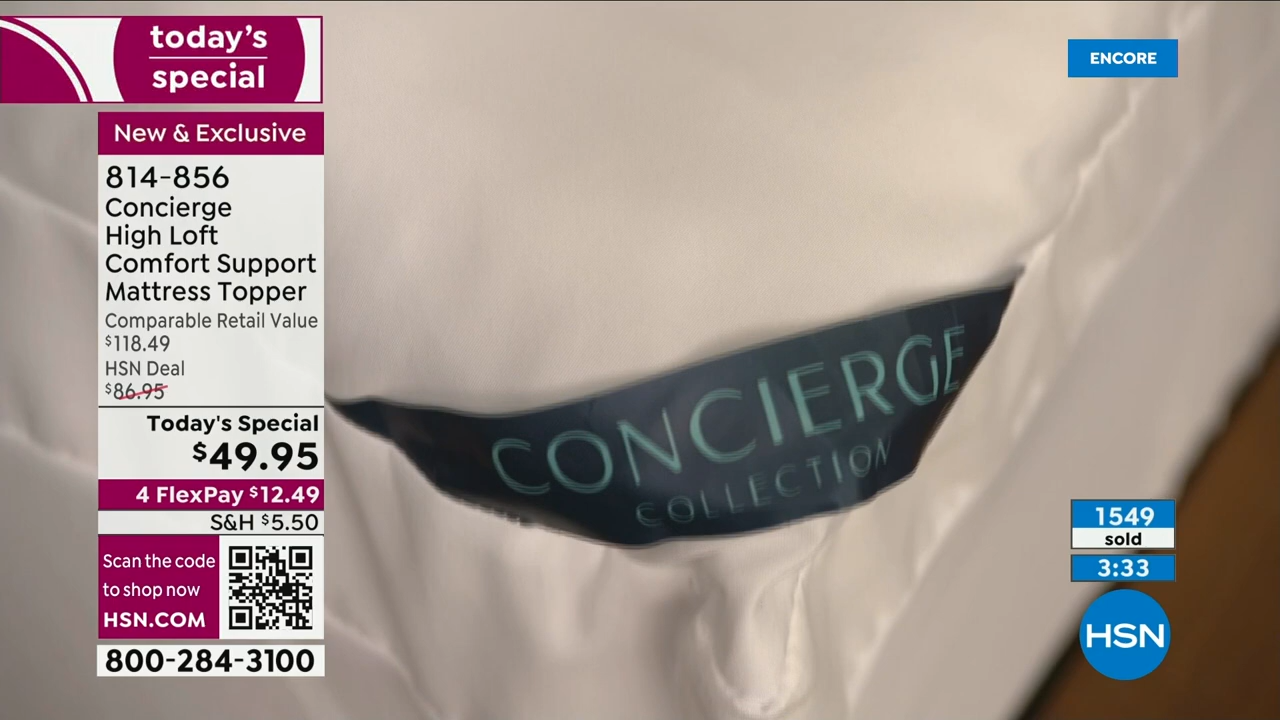 today's
special
New & Exclusive
814-856
Concierge
High Loft
Comfort Support
Mattress Topper
Comparable Retail Value
$118.49
HSN Deal
$86.95
Today's Special
$49.95
4 FlexPay $12.49
S&H $5.50
Scan the code
to shop now
HSN.COM
800-284-3100
CONCIERGE
COLLECTION
ENCORE
1549
sold
3:33
HSN